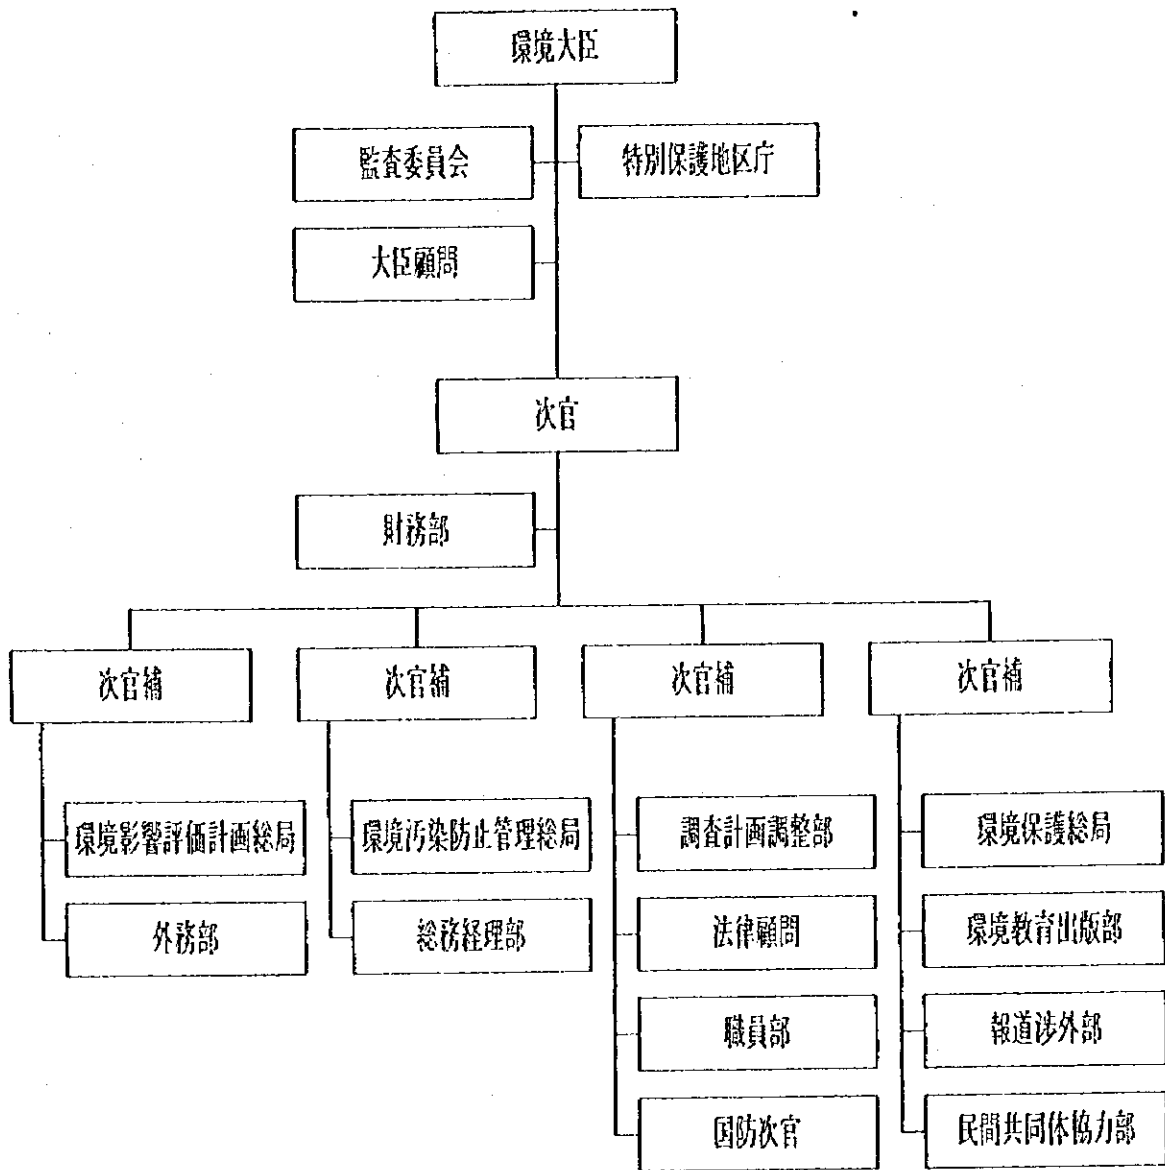 環境大臣
監査委員会
特別保護地区庁
大臣顧問
次官
財務部
次官補
次官補
次官補
次官補
環境影響評価計画総局
環境汚染防止管理総局
調査計画調整部
環境保護総局
外務部
総務経理部
法律顧問
環境教育出版部
職員部
報道渉外部
国防次官
民間共同体協力部